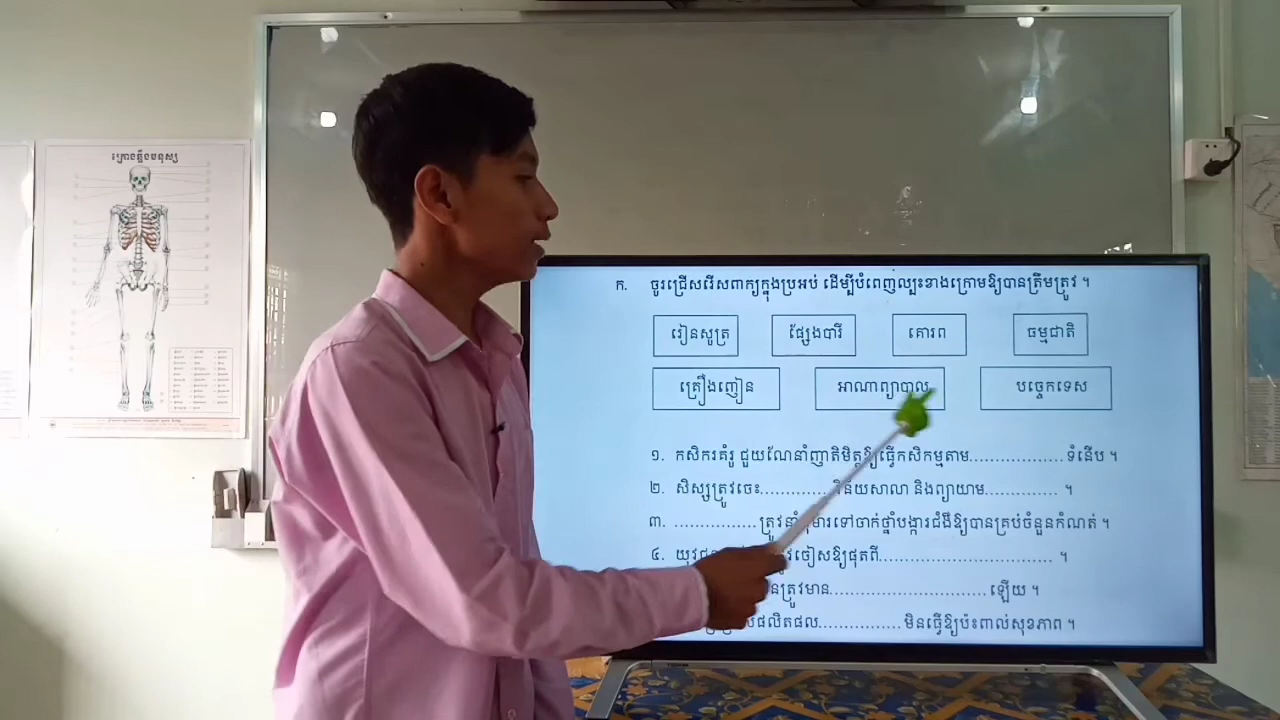 គ្រោងឆ្អឹងមនុស្ស
ក. ចូរជ្រើសរើសពាក្យក្នុងប្រអប់ ដើម្បីបំពេញល្បះខាងក្រោមឱ្យបានត្រឹមត្រូវ ។
រៀនសូត្រ ផ្សែងបារី គោរព ធម្មជាតិ
គ្រឿងញៀន អាណាព្យាបាល បច្ចេកទេស
១. កសិករគំរូ ជួយណែនាំញាតិមិត្តឱ្យធ្វើកសិកម្មតាម.................. ទំនើប ។
២. សិស្សត្រូវចេះ............. វិន័យសាលា និងព្យាយាម.............. ។
៣. ................ ត្រូវនាំ កុមារទៅចាក់ថ្នាំបង្ការជំងឺឱ្យបានគ្រប់ចំនួនកំណត់ ។
៤. ចៀសឱ្យផុតពី................................. ។
ត្រូវមាន.............................. ឡើយ ។
ផលិតផល................ មិនធ្វើឱ្យប៉ះពាល់សុខភាព ។